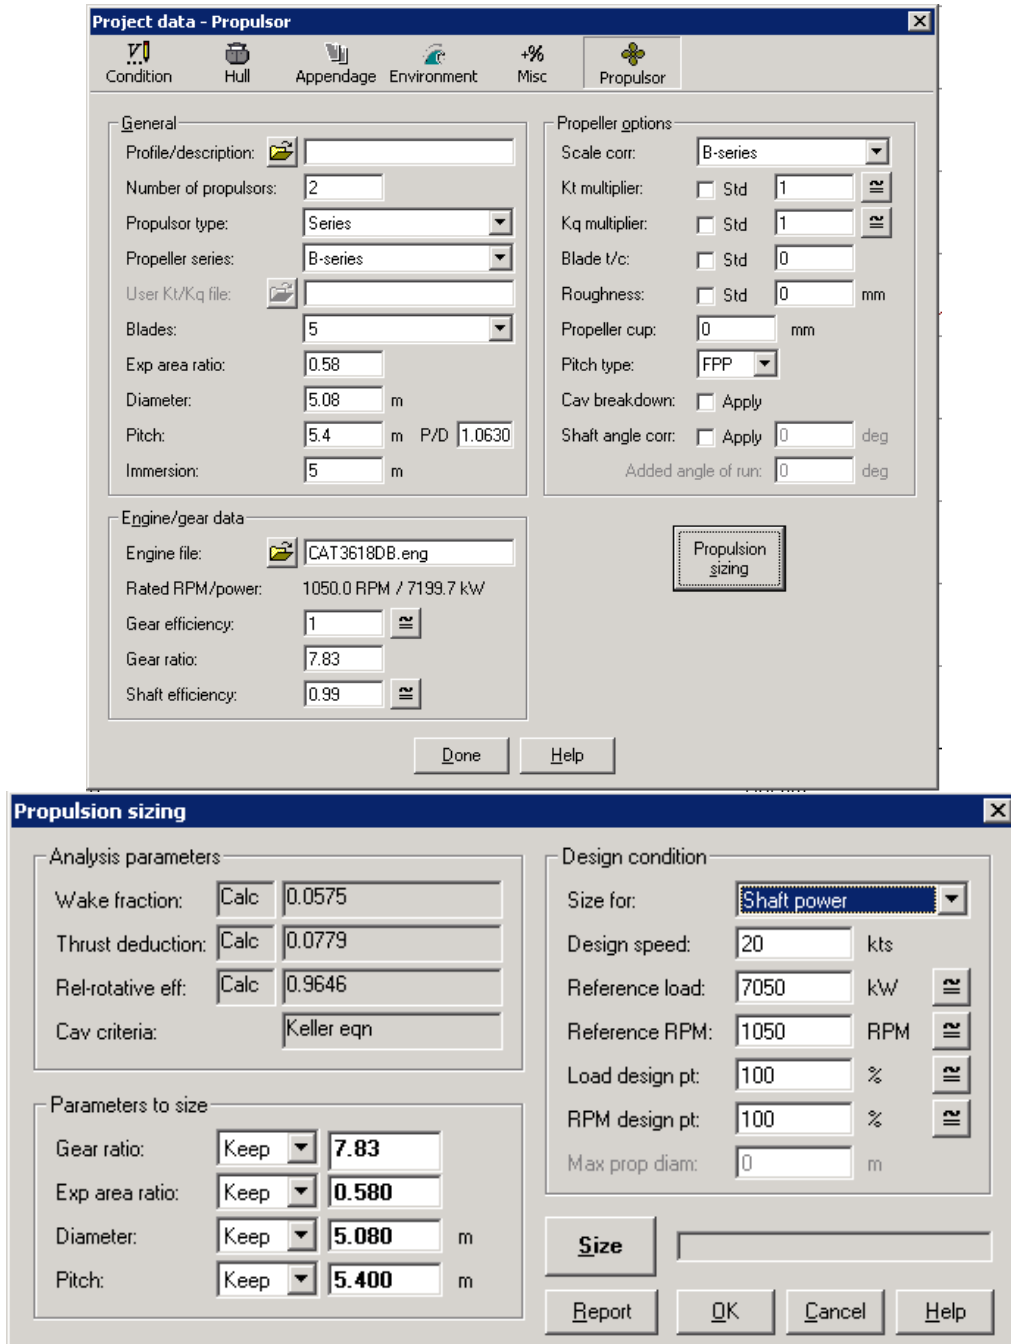 Project data - Propulsor
Condition Hull Appendage Environment +% Misc Propulsor
General
Profile/description:
Number of propulsors: 2
Propulsor type: Series
Propeller series: B-series
User Kt/Kq file:
Blades: 5
Exp area ratio: 0.58
Diameter: 5.08 m
Pitch: 5.4 m P/D 1.0630
Immersion: 5 m
Propeller options
Scale corr: B-series
Kt multiplier: Std 1
Kq multiplier: Std 1
Blade t/c: Std 0
Roughness: Std 0 mm
Propeller cup: 0 mm
Pitch type: FPP
Cav breakdown: Apply
Shaft angle corr: Apply 0 deg
Added angle of run: 0 deg
Engine/gear data
Engine file: CAT3618DB.eng
Rated RPM/power: 1050.0 RPM / 7199.7 kW
Gear efficiency: 1
Gear ratio: 7.83
Shaft efficiency: 0.99
Propulsion
sizing
Done Help
Propulsion sizing
Analysis parameters
Wake fraction: Calc 0.0575
Thrust deduction: Calc 0.0779
Rel-rotative eff: Calc 0.9646
Cav criteria: Keller eqn
Parameters to size
Gear ratio: Keep 7.83
Exp area ratio: Keep 0.580
Diameter: Keep 5.080 m
Pitch: Keep 5.400 m
Design condition
Size for: Shaft power
Design speed: 20 kts
Reference load: 7050 kW
Reference RPM: 1050 RPM
Load design pt: 100 %
RPM design pt: 100 %
Max prop diam: 0 m
Size
Report OK Cancel Help